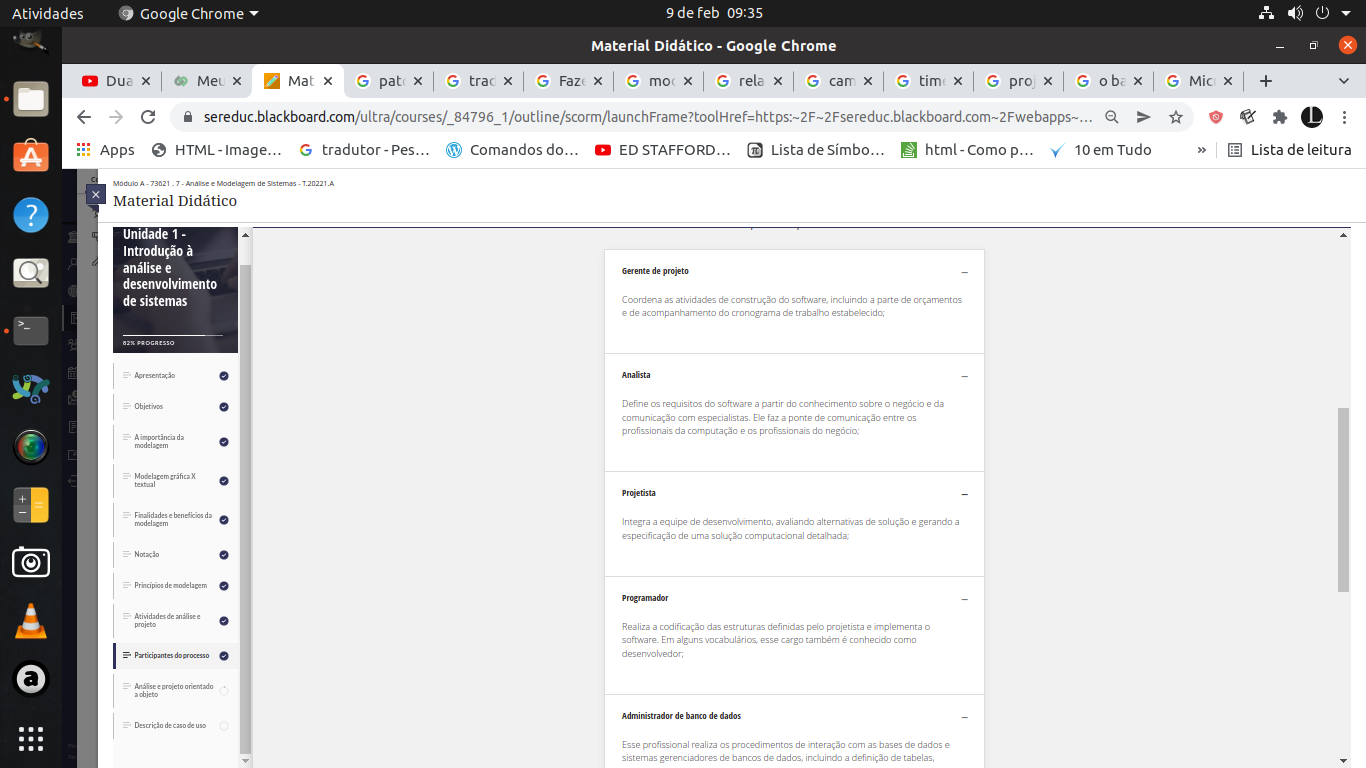 Atividades
Google Chrome
9 de feb 09:35
Material Didático - Google Chrome
Dua
Meu
Mat
pato
trad
Faze
mod
rela
cam
time
proj
o ba
Micr
sereduc.blackboard.com/ultra/courses/_84796_1/outline/scorm/launchFrame?toolHref=https:~2F~2Fsereduc.blackboard.com~2Fwebapps~...
Apps
HTML - Image...
tradutor - Pes...
Comandos do...
ED STAFFORD...
Lista de Símbo...
html - Como p...
10 em Tudo
»
Lista de leitura
Módulo A - 73621 . 7 - Análise e Modelagem de Sistemas - T.20221.A
Material Didático
Unidade 1 -
Introdução à
análise e
desenvolvimento
de sistemas
82% PROGRESSO
Apresentação
Objetivos
A importância da
modelagem
Modelagem gráfica X
textual
Finalidades e benefícios da
modelagem
Notação
Princípios de modelagem
Atividades de análise e
projeto
Participantes do processo
Análise e projeto orientado
a objeto
Descrição de caso de uso
Gerente de projeto
Coordena as atividades de construção do software, incluindo a parte de orçamentos
e de acompanhamento do cronograma de trabalho estabelecido;
Analista
Define os requisitos do software a partir do conhecimento sobre o negócio e da
comunicação com especialistas. Ele faz a ponte de comunicação entre os
profissionais da computação e os profissionais do negócio;
Projetista
Integra a equipe de desenvolvimento, avaliando alternativas de solução e gerando a
especificação de uma solução computacional detalhada;
Programador
Realiza a codificação das estruturas definidas pelo projetista e implementa o
software. Em alguns vocabulários, esse cargo também é conhecido como
desenvolvedor;
Administrador de banco de dados
Esse profissional realiza os procedimentos de interação com as bases de dados e
sistemas gerenciadores de bancos de dados, incluindo a definição de tabelas,